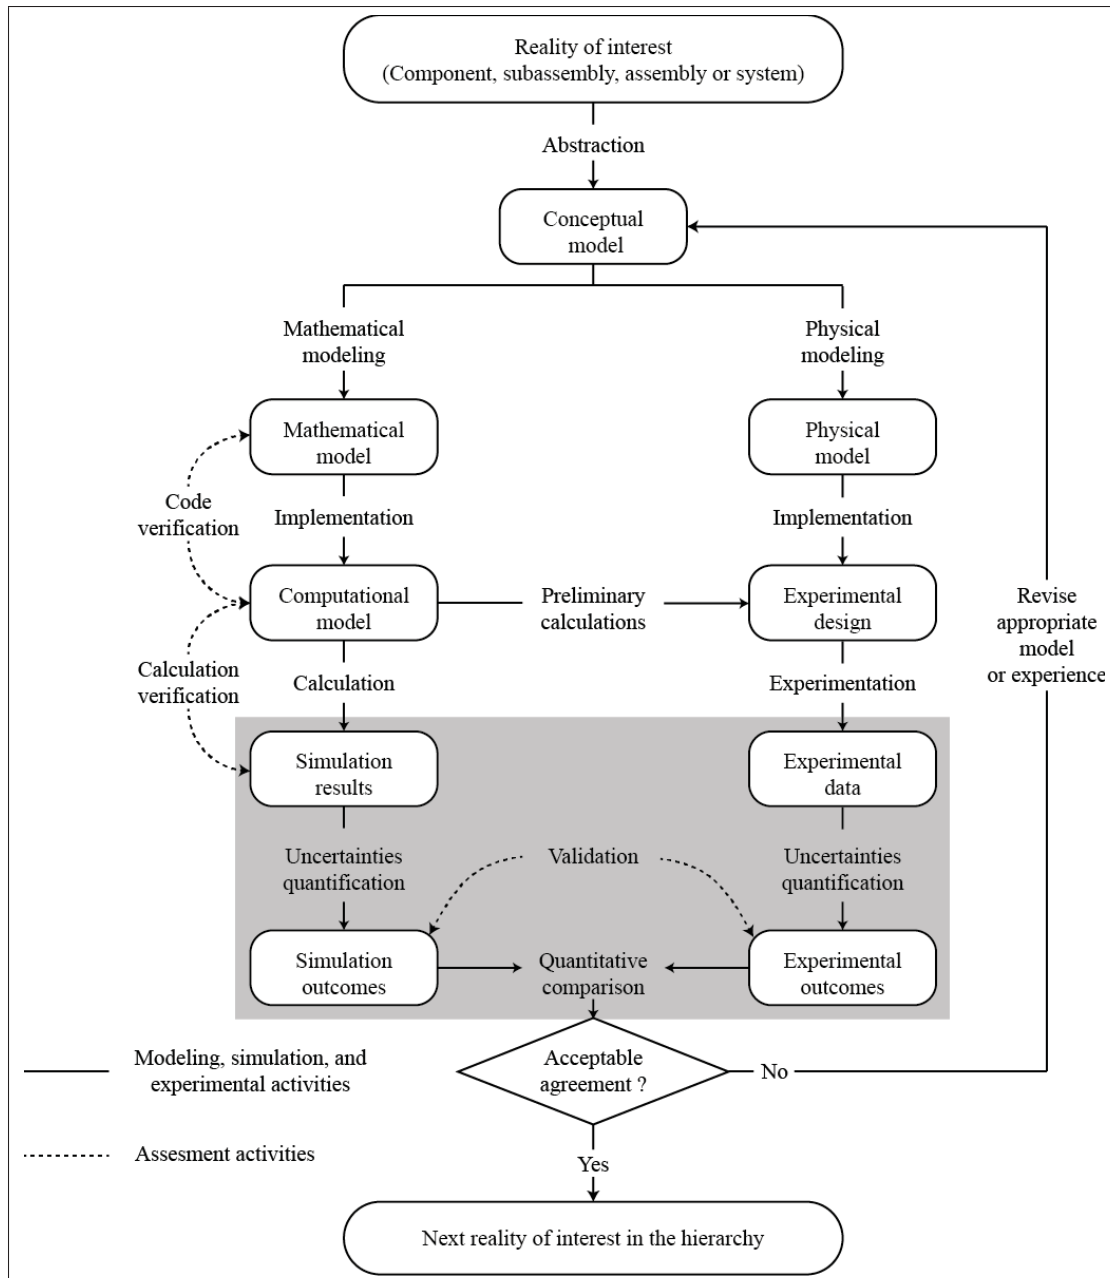 Reality of interest
(Component, subassembly, assembly or system)
Abstraction
Conceptual
model
Mathematical
modeling
Physical
modeling
Mathematical
model
Physical
model
Code
verification
Implementation
Implementation
Computational
model
Preliminary
calculations
Experimental
design
Revise
appropriate
model
or experience
Calculation
verification
Calculation
Experimentation
Simulation
results
Experimental
data
Uncertainties
quantification
Validation
Uncertainties
quantification
Simulation
outcomes
Quantitative
comparison
Experimental
outcomes
Modeling, simulation, and
experimental activities
Acceptable
agreement ?
No
Assesment activities
Yes
Next reality of interest in the hierarchy